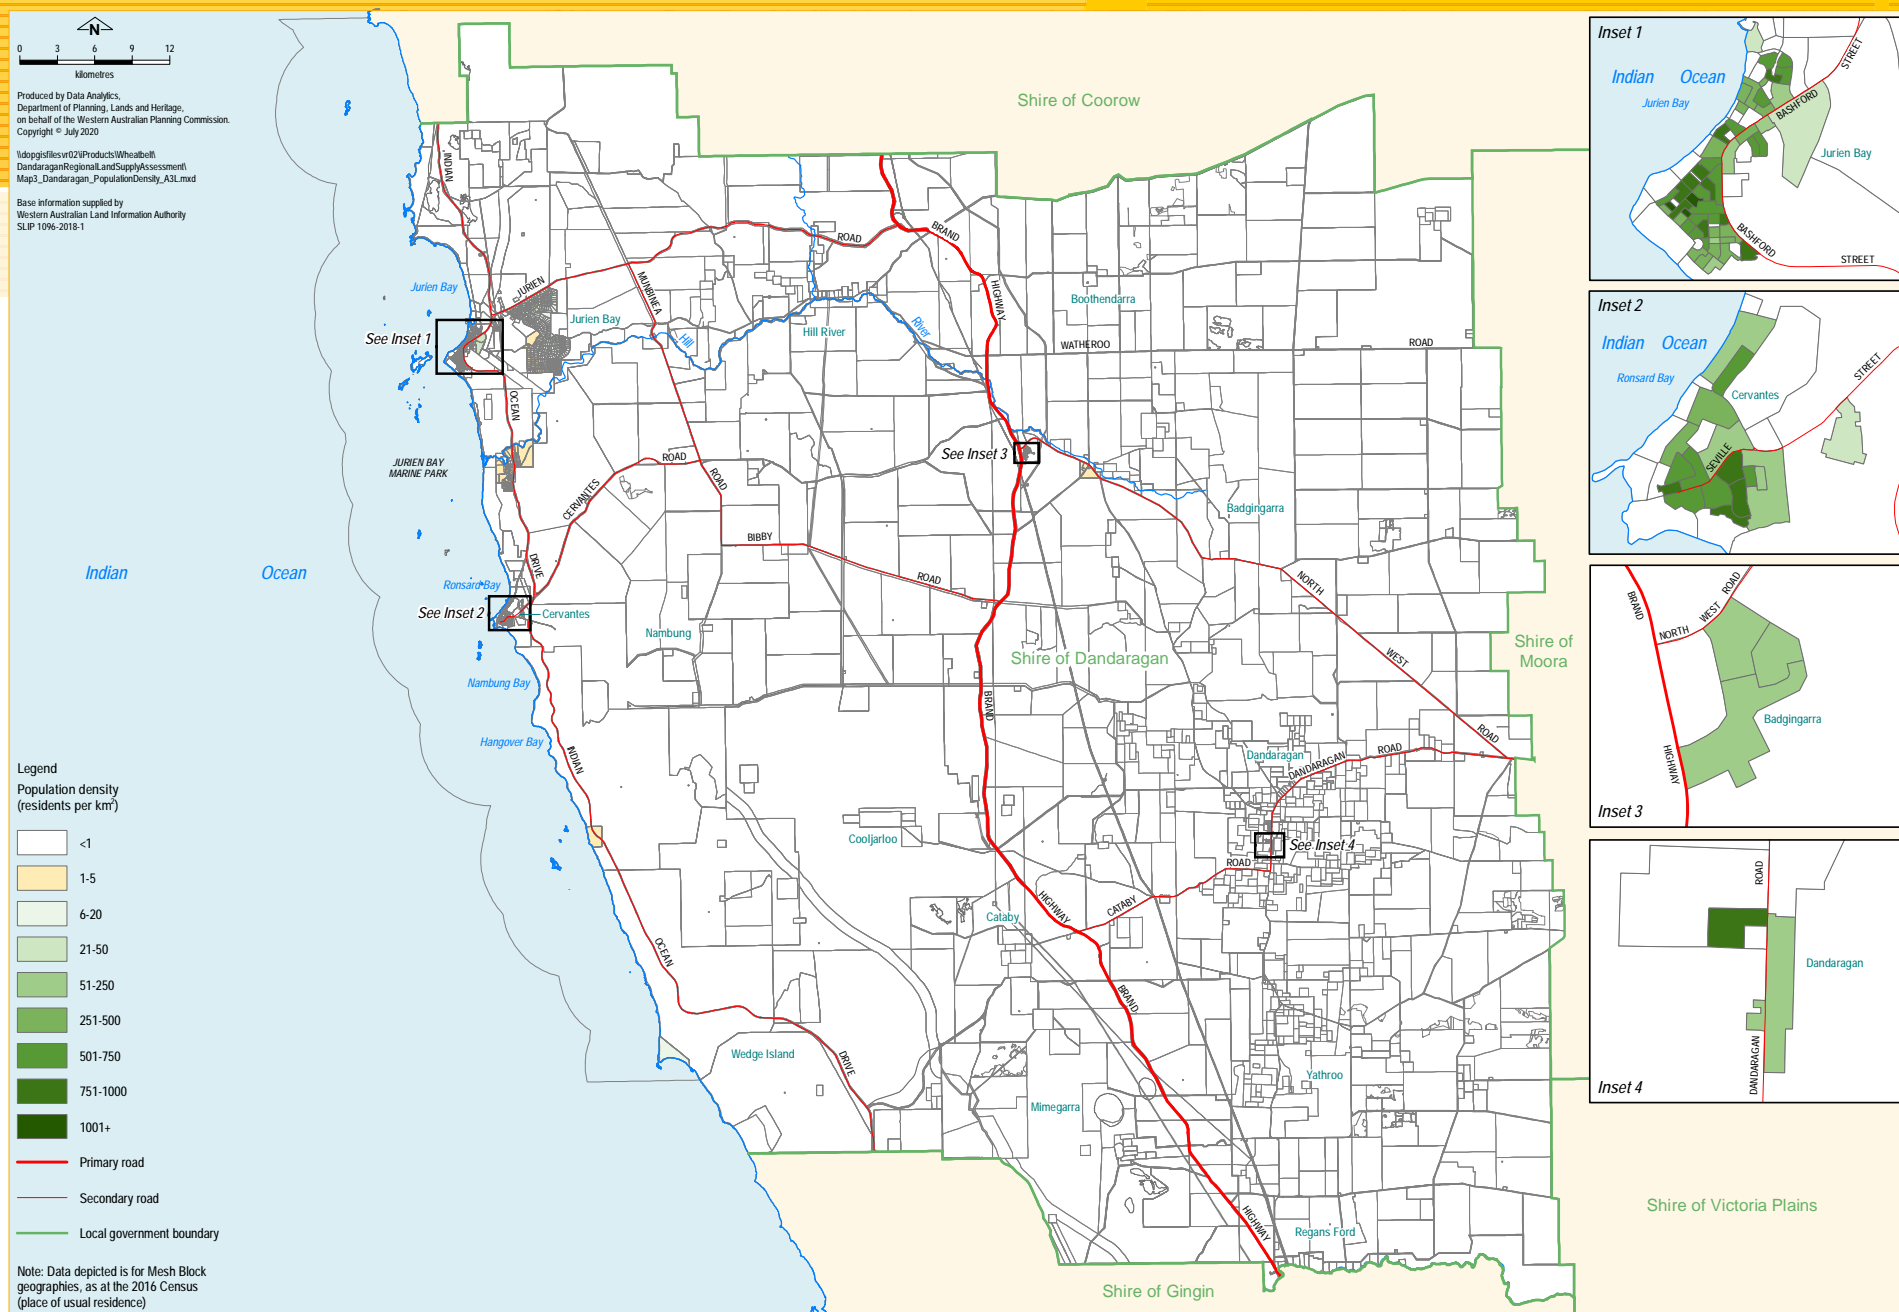 N
0 3 6 9 12
kilometres
Produced by Data Analytics,
Department of Planning, Lands and Heritage,
on behalf of the Western Australian Planning Commission.
Copyright © July 2020
\\dopgisfilesvr02\iProducts\Wheatbelt\
DandaraganRegionalLandSupplyAssessment\
Map3_Dandaragan_PopulationDensity_A3L.mxd
Base information supplied by
Western Australian Land Information Authority
SLIP 1096-2018-1
Shire of Coorow
INDIAN
ROAD
BRAND
HIGHWAY
MUNBINEA
JURIEN
Jurien Bay
Jurien Bay
Hill River
River
Hill
Boothendarra
WATHEROO
ROAD
See Inset 1
OCEAN
See Inset 3
JURIEN BAY
MARINE PARK
ROAD
ROAD
CERVANTES
Badgingarra
BIBBY
ROAD
DRIVE
NORTH
Indian Ocean
Ronsard Bay
See Inset 2
Cervantes
Nambung
Shire of Dandaragan
WEST
Shire of
Moora
Nambung Bay
BRAND
ROAD
Hangover Bay
INDIAN
Dandaragan
DANDARAGAN
ROAD
Cooljarloo
See Inset 4
ROAD
HIGHWAY
CATABY
Cataby
OCEAN
BRAND
Wedge Island
DRIVE
Yathroo
Mimegarra
HIGHWAY
Regans Ford
Shire of Victoria Plains
Shire of Gingin
Legend
Population density
(residents per km²)
<1
1-5
6-20
21-50
51-250
251-500
501-750
751-1000
1001+
Primary road
Secondary road
Local government boundary
Note: Data depicted is for Mesh Block
geographies, as at the 2016 Census
(place of usual residence)
Inset 1
Indian Ocean
Jurien Bay
STREET
BASHFORD
Jurien Bay
BASHFORD
STREET
Inset 2
Indian Ocean
Ronsard Bay
STREET
Cervantes
SEVILLE
BRAND
NORTH
WEST
ROAD
Badgingarra
HIGHWAY
Inset 3
ROAD
Dandaragan
DANDARAGAN
Inset 4